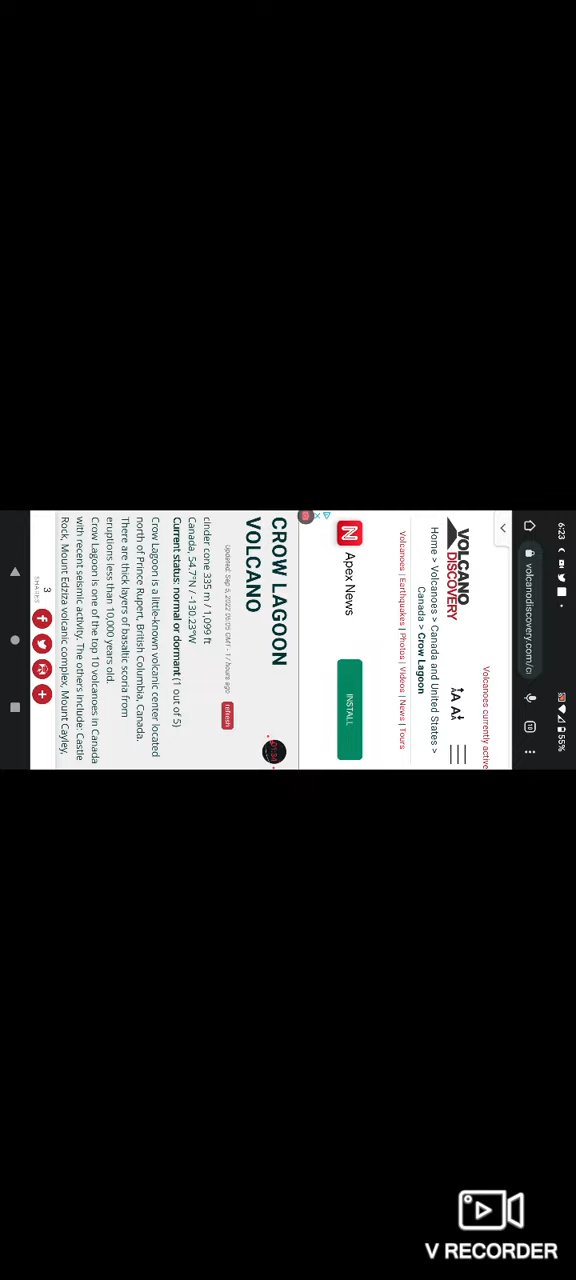 6:23
55%
volcanodiscovery.com/c
19
Volcanoes currently active
VOLCANO
DISCOVERY
Home > Volcanoes > Canada and United States >
Canada > Crow Lagoon
Volcanoes | Earthquakes | Photos | Videos | News | Tours
Apex News
INSTALL
CROW LAGOON
VOLCANO
Updated: Sep 5, 2022 06:05 GMT - 17 hours ago
refresh
01:34
cinder cone 335 m / 1,099 ft
Canada, 54.7°N / -130.23°W
Current status: normal or dormant (1 out of 5)
Crow Lagoon is a little-known volcanic center located
north of Prince Rupert, British Columbia, Canada.
There are thick layers of basaltic scoria from
eruptions less than 10,000 years old.
Crow Lagoon is one of the top 10 volcanoes in Canada
with recent seismic activity. The others include: Castle
Rock, Mount Edziza volcanic complex, Mount Cayley,
3
SHARES
V RECORDER